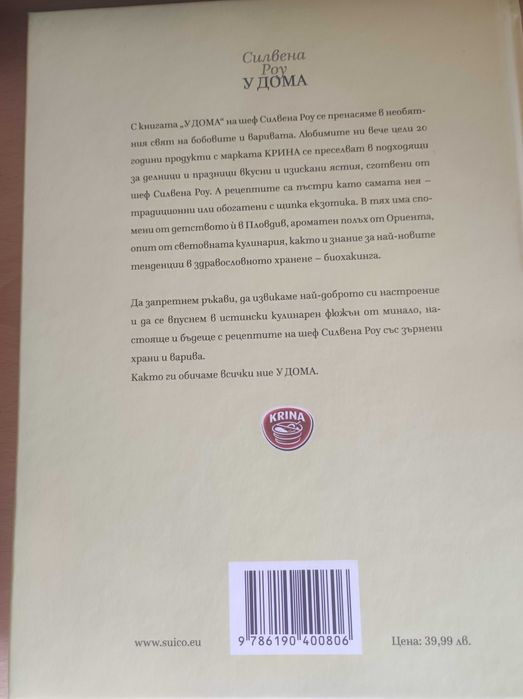 Силвена
Роу
У ДОМА
С книгата „У ДОМА“ на шеф Силвена Роу се пренасяме в необят-
ния свят на бобовите и варивата. Любимите ни вече цели 20
години продукти с марката КРИНА се преселват в подходящи
за делници и празници вкусни и изискани ястия, сготвени от
шеф Силвена Роу. А рецептите са пъстри като самата нея –
традиционни или обогатени с щипка екзотика. В тях има спо-
мени от детството ѝ в Пловдив, ароматен полъх от Ориента,
опит от световната кулинария, както и знание за най-новите
тенденции в здравословното хранене – биохакинга.
Да запретнем ръкави, да извикаме най-доброто си настроение
и да се впуснем в истински кулинарен фюжън от минало, на-
стояще и бъдеще с рецептите на шеф Силвена Роу със зърнени
храни и варива.
Както ги обичаме всички ние У ДОМА.
KRINA
www.suico.eu
9 786190 400806
Цена: 39,99 лв.